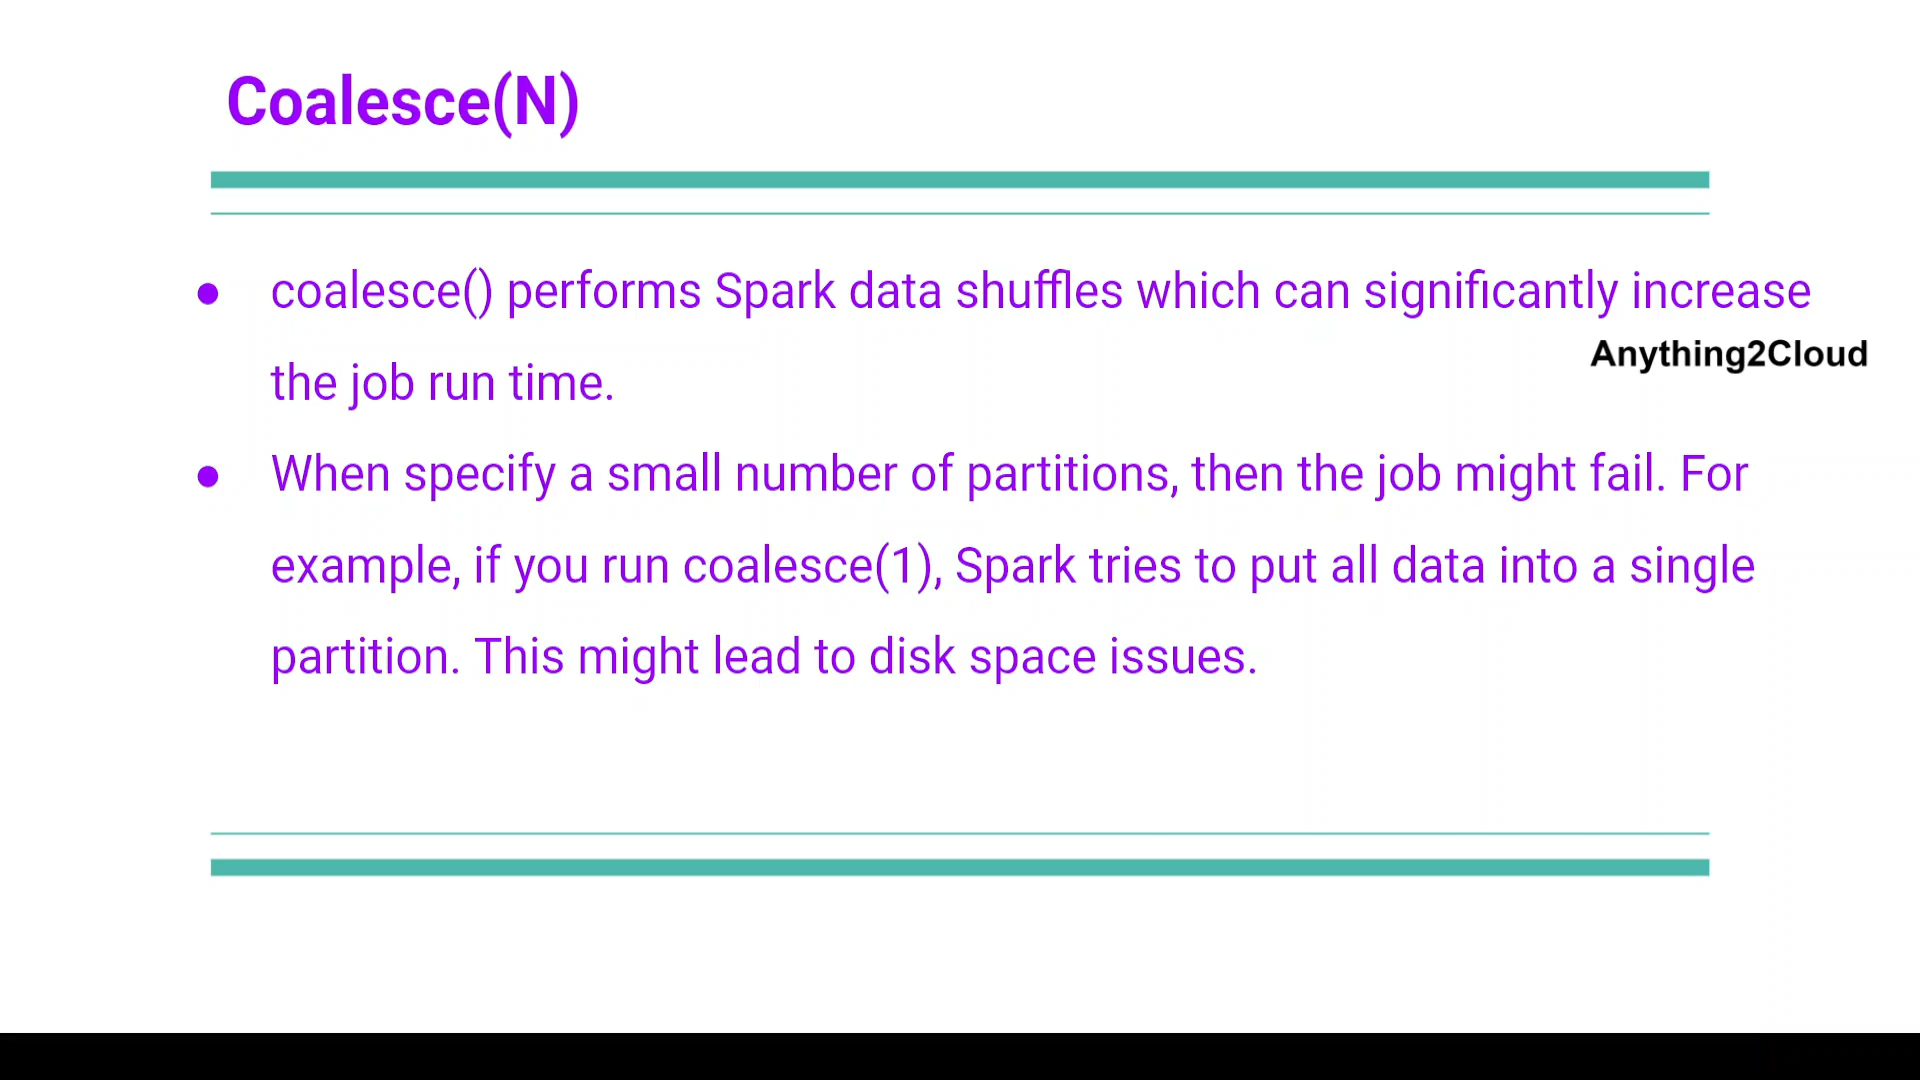 Coalesce(N)
● coalesce() performs Spark data shuffles which can significantly increase
Anything2Cloud
the job run time.
● When specify a small number of partitions, then the job might fail. For
example, if you run coalesce(1), Spark tries to put all data into a single
partition. This might lead to disk space issues.